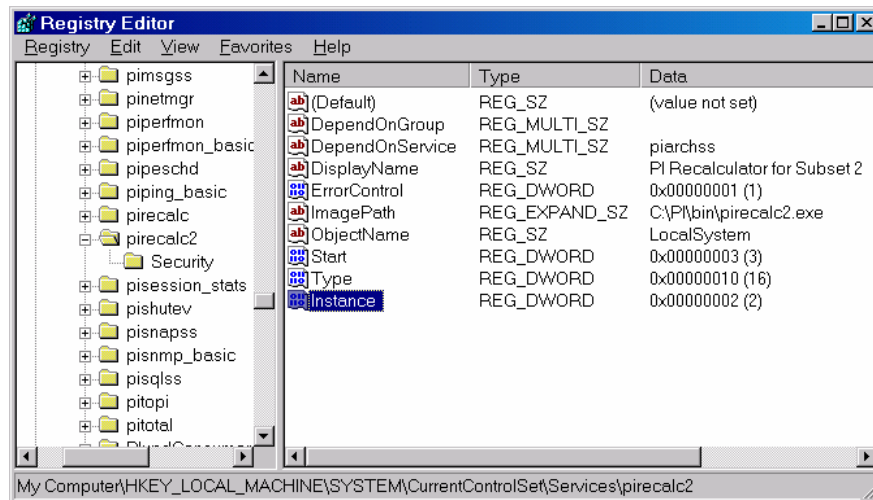 Registry Editor
Registry Edit View Favorites Help
pimsgss
pinetmgr
piperfmon
piperfmon_basic
pipeschd
piping_basic
pirecalc
pirecalc2
Security
pisession_stats
pishutev
pisnapss
pisnmp_basic
pisqlss
pitopi
pitotal
Name Type Data
(Default) REG_SZ (value not set)
DependOnGroup REG_MULTI_SZ
DependOnService REG_MULTI_SZ piarchss
DisplayName REG_SZ PI Recalculator for Subset 2
ErrorControl REG_DWORD 0x00000001 (1)
ImagePath REG_EXPAND_SZ C:\PI\bin\pirecalc2.exe
ObjectName REG_SZ LocalSystem
Start REG_DWORD 0x00000003 (3)
Type REG_DWORD 0x00000010 (16)
Instance REG_DWORD 0x00000002 (2)
My Computer\HKEY_LOCAL_MACHINE\SYSTEM\CurrentControlSet\Services\pirecalc2